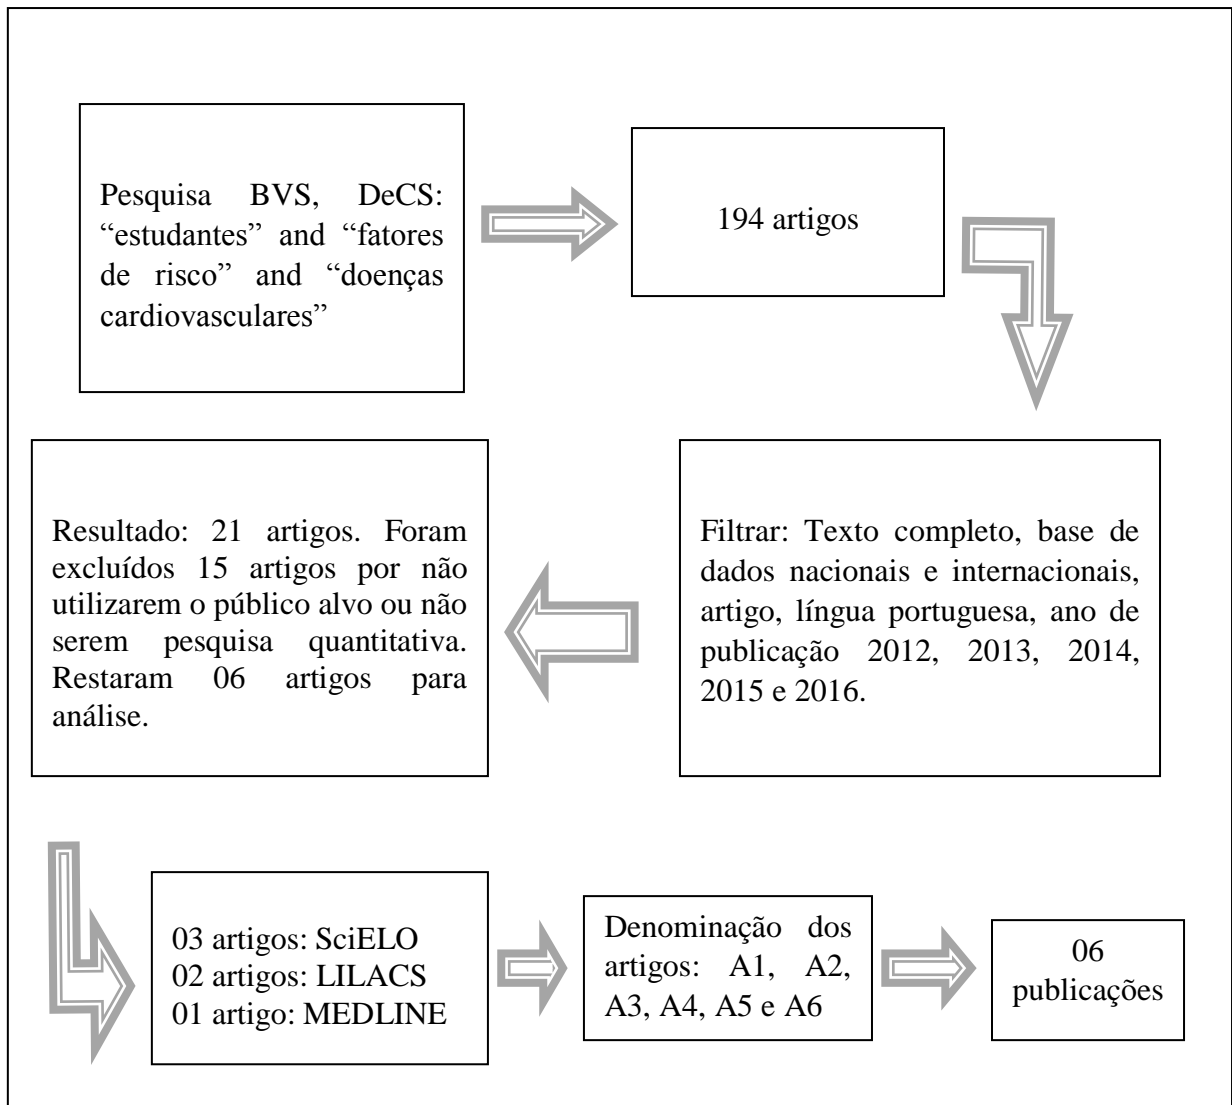 Pesquisa BVS, DeCS:
“estudantes” and “fatores
de risco” and “doenças
cardiovasculares”
194 artigos
Filtrar: Texto completo, base de
dados nacionais e internacionais,
artigo, língua portuguesa, ano de
publicação 2012, 2013, 2014,
2015 e 2016.
Resultado: 21 artigos. Foram
excluídos 15 artigos por não
utilizarem o público alvo ou não
serem pesquisa quantitativa.
Restaram 06 artigos para
análise.
03 artigos: SciELO
02 artigos: LILACS
01 artigo: MEDLINE
Denominação dos
artigos: A1, A2,
A3, A4, A5 e A6
06
publicações